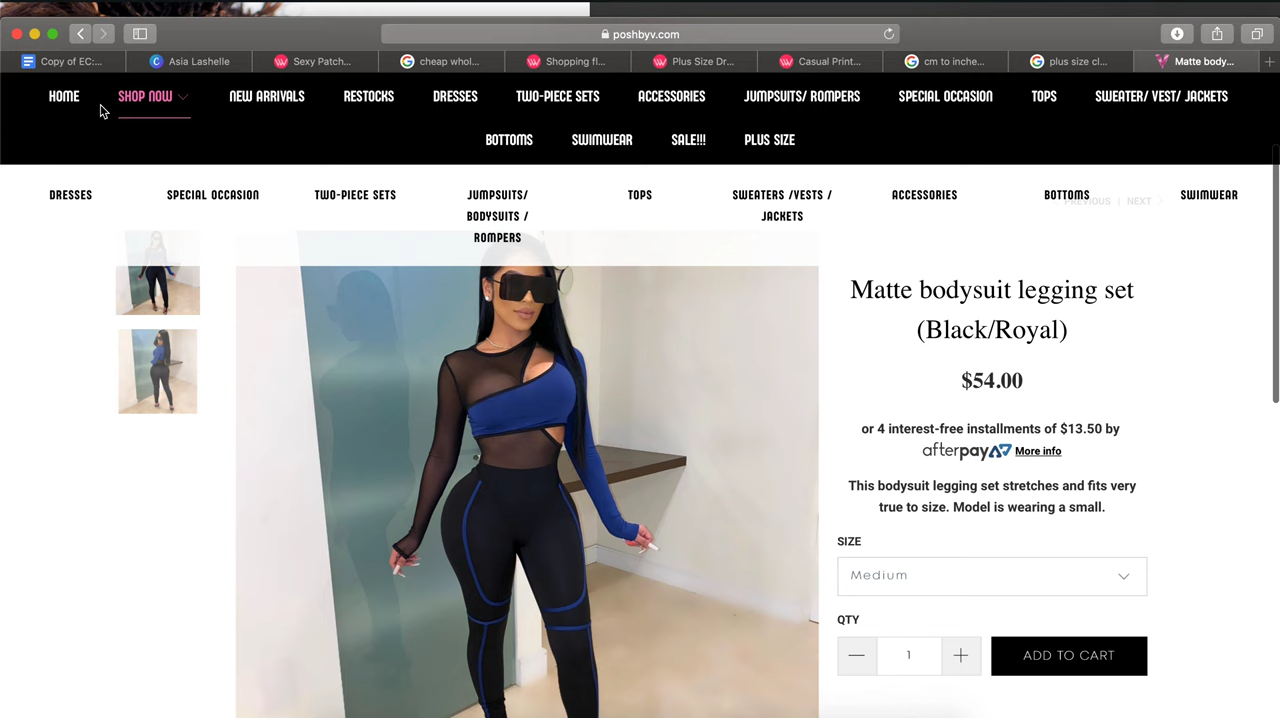 poshbyv.com
Copy of EC:...
Asia Lashelle
Sexy Patch...
cheap whol...
Shopping fl...
Plus Size Dr...
Casual Print...
cm to inche...
plus size cl...
Matte body...
HOME
SHOP NOW
NEW ARRIVALS
RESTOCKS
DRESSES
TWO-PIECE SETS
ACCESSORIES
JUMPSUITS/ ROMPERS
SPECIAL OCCASION
TOPS
SWEATER/ VEST/ JACKETS
BOTTOMS
SWIMWEAR
SALE!!!
PLUS SIZE
DRESSES
SPECIAL OCCASION
TWO-PIECE SETS
JUMPSUITS/
BODYSUITS /
ROMPERS
TOPS
SWEATERS /VESTS /
JACKETS
ACCESSORIES
BOTTOMS
SWIMWEAR
PREVIOUS | NEXT
Matte bodysuit legging set
(Black/Royal)
$54.00
or 4 interest-free installments of $13.50 by
afterpay More info
This bodysuit legging set stretches and fits very
true to size. Model is wearing a small.
SIZE
Medium
QTY
1
ADD TO CART